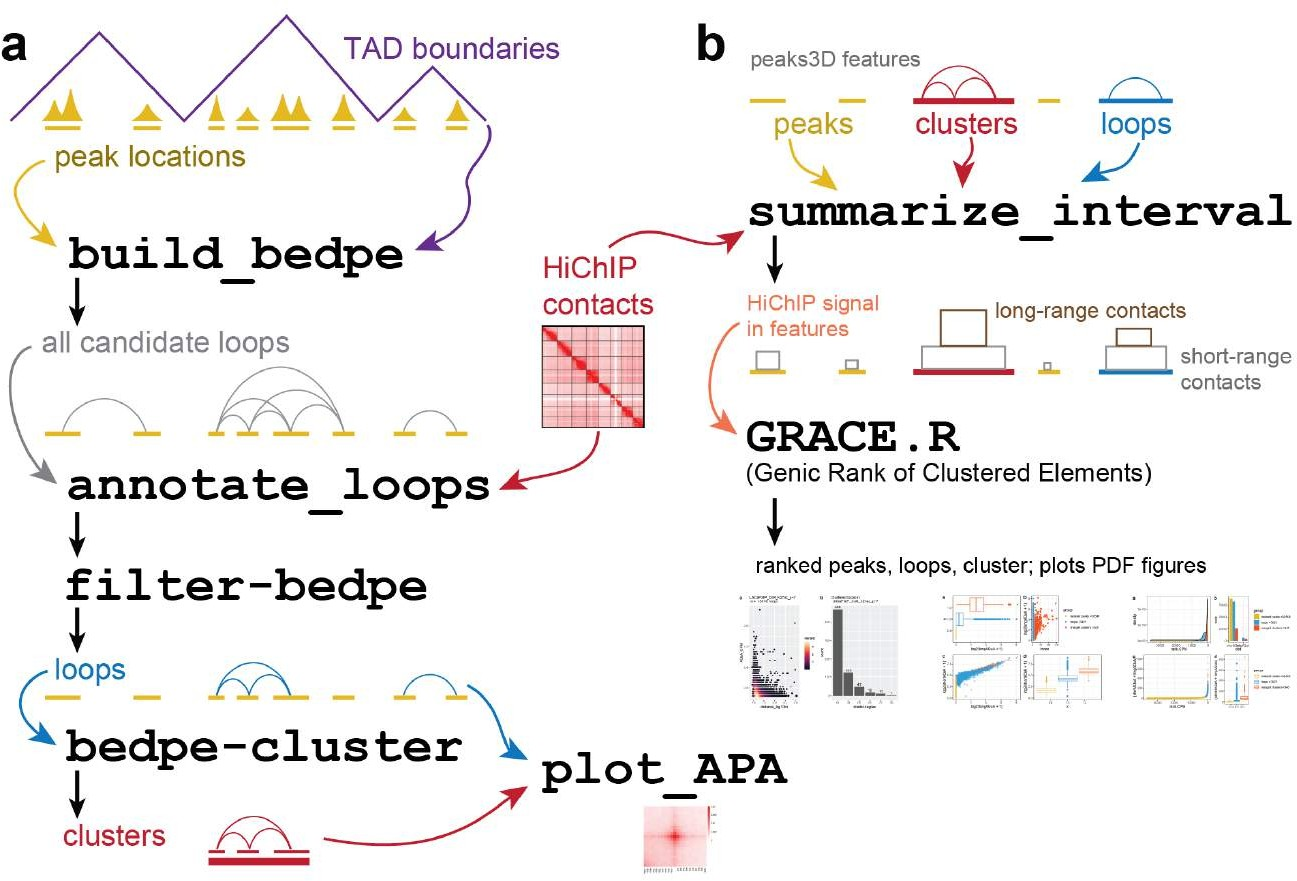 a
TAD boundaries
peak locations
build_bedpe
all candidate loops
annotate_loops
filter-bedpe
loops
bedpe-cluster
clusters
HiChIP
contacts
plot_APA
b
peaks3D features
peaks
clusters
loops
summarize_interval
HiChIP signal
in features
long-range contacts
short-range
contacts
GRACE.R
(Genic Rank of Clustered Elements)
ranked peaks, loops, cluster; plots PDF figures